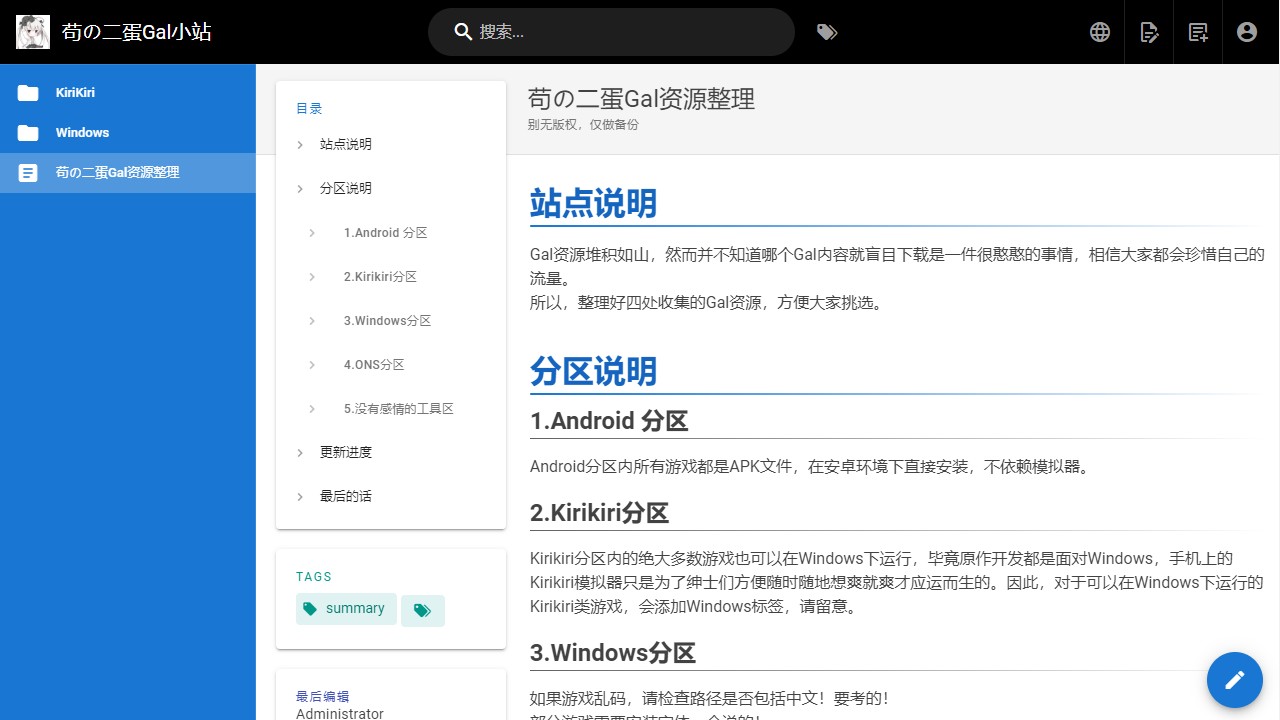 苟の二蛋Gal小站
搜索...
KiriKiri
Windows
苟の二蛋Gal资源整理
目录
站点说明
分区说明
1.Android 分区
2.Kirikiri分区
3.Windows分区
4.ONS分区
5.没有感情的工具区
更新进度
最后的话
TAGS
summary
最后编辑
Administrator
苟の二蛋Gal资源整理
别无版权，仅做备份
站点说明
Gal资源堆积如山，然而并不知道哪个Gal内容就盲目下载是一件很憨憨的事情，相信大家都会珍惜自己的
流量。
所以，整理好四处收集的Gal资源，方便大家挑选。
分区说明
1.Android 分区
Android分区内所有游戏都是APK文件，在安卓环境下直接安装，不依赖模拟器。
2.Kirikiri分区
Kirikiri分区内的绝大多数游戏也可以在Windows下运行，毕竟原作开发都是面对Windows，手机上的
Kirikiri模拟器只是为了绅士们方便随时随地想爽就爽才应运而生的。因此，对于可以在Windows下运行的
Kirikiri类游戏，会添加Windows标签，请留意。
3.Windows分区
如果游戏乱码，请检查路径是否包括中文！要考的！